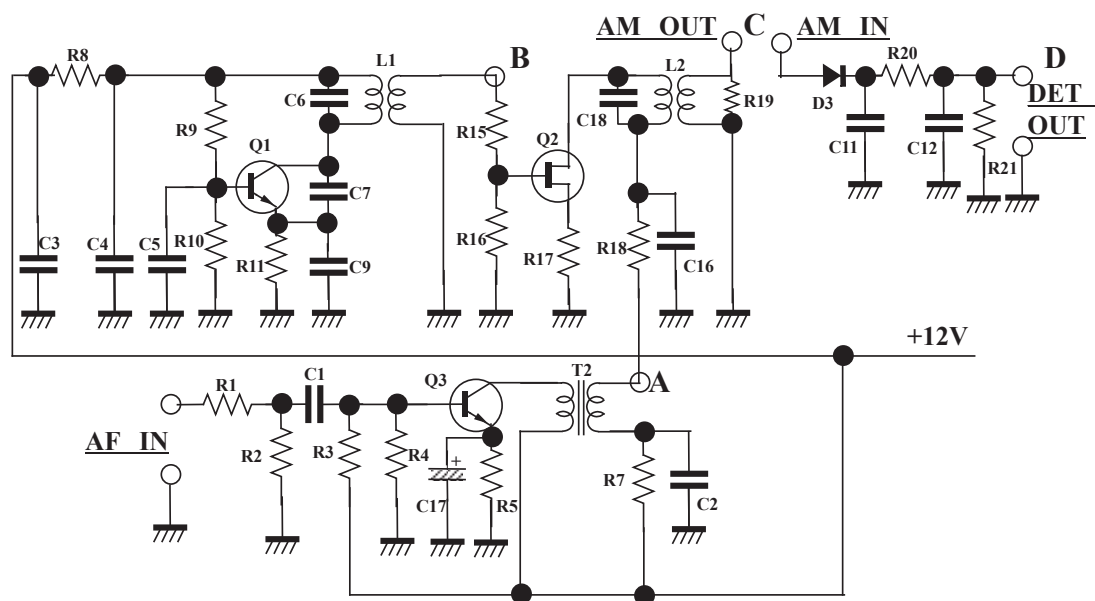 AM OUT
C
AM IN
R8
B
L1
L2
R20
D
C6
C18
R19
D3
DET
OUT
R9
R15
Q2
C11
C12
Q1
R21
C7
C3
C4
C5
R10
R11
C9
R16
R17
R18
C16
+12V
A
T2
Q3
R1
C1
AF IN
R2
R3
R4
+
C17
R5
R7
C2